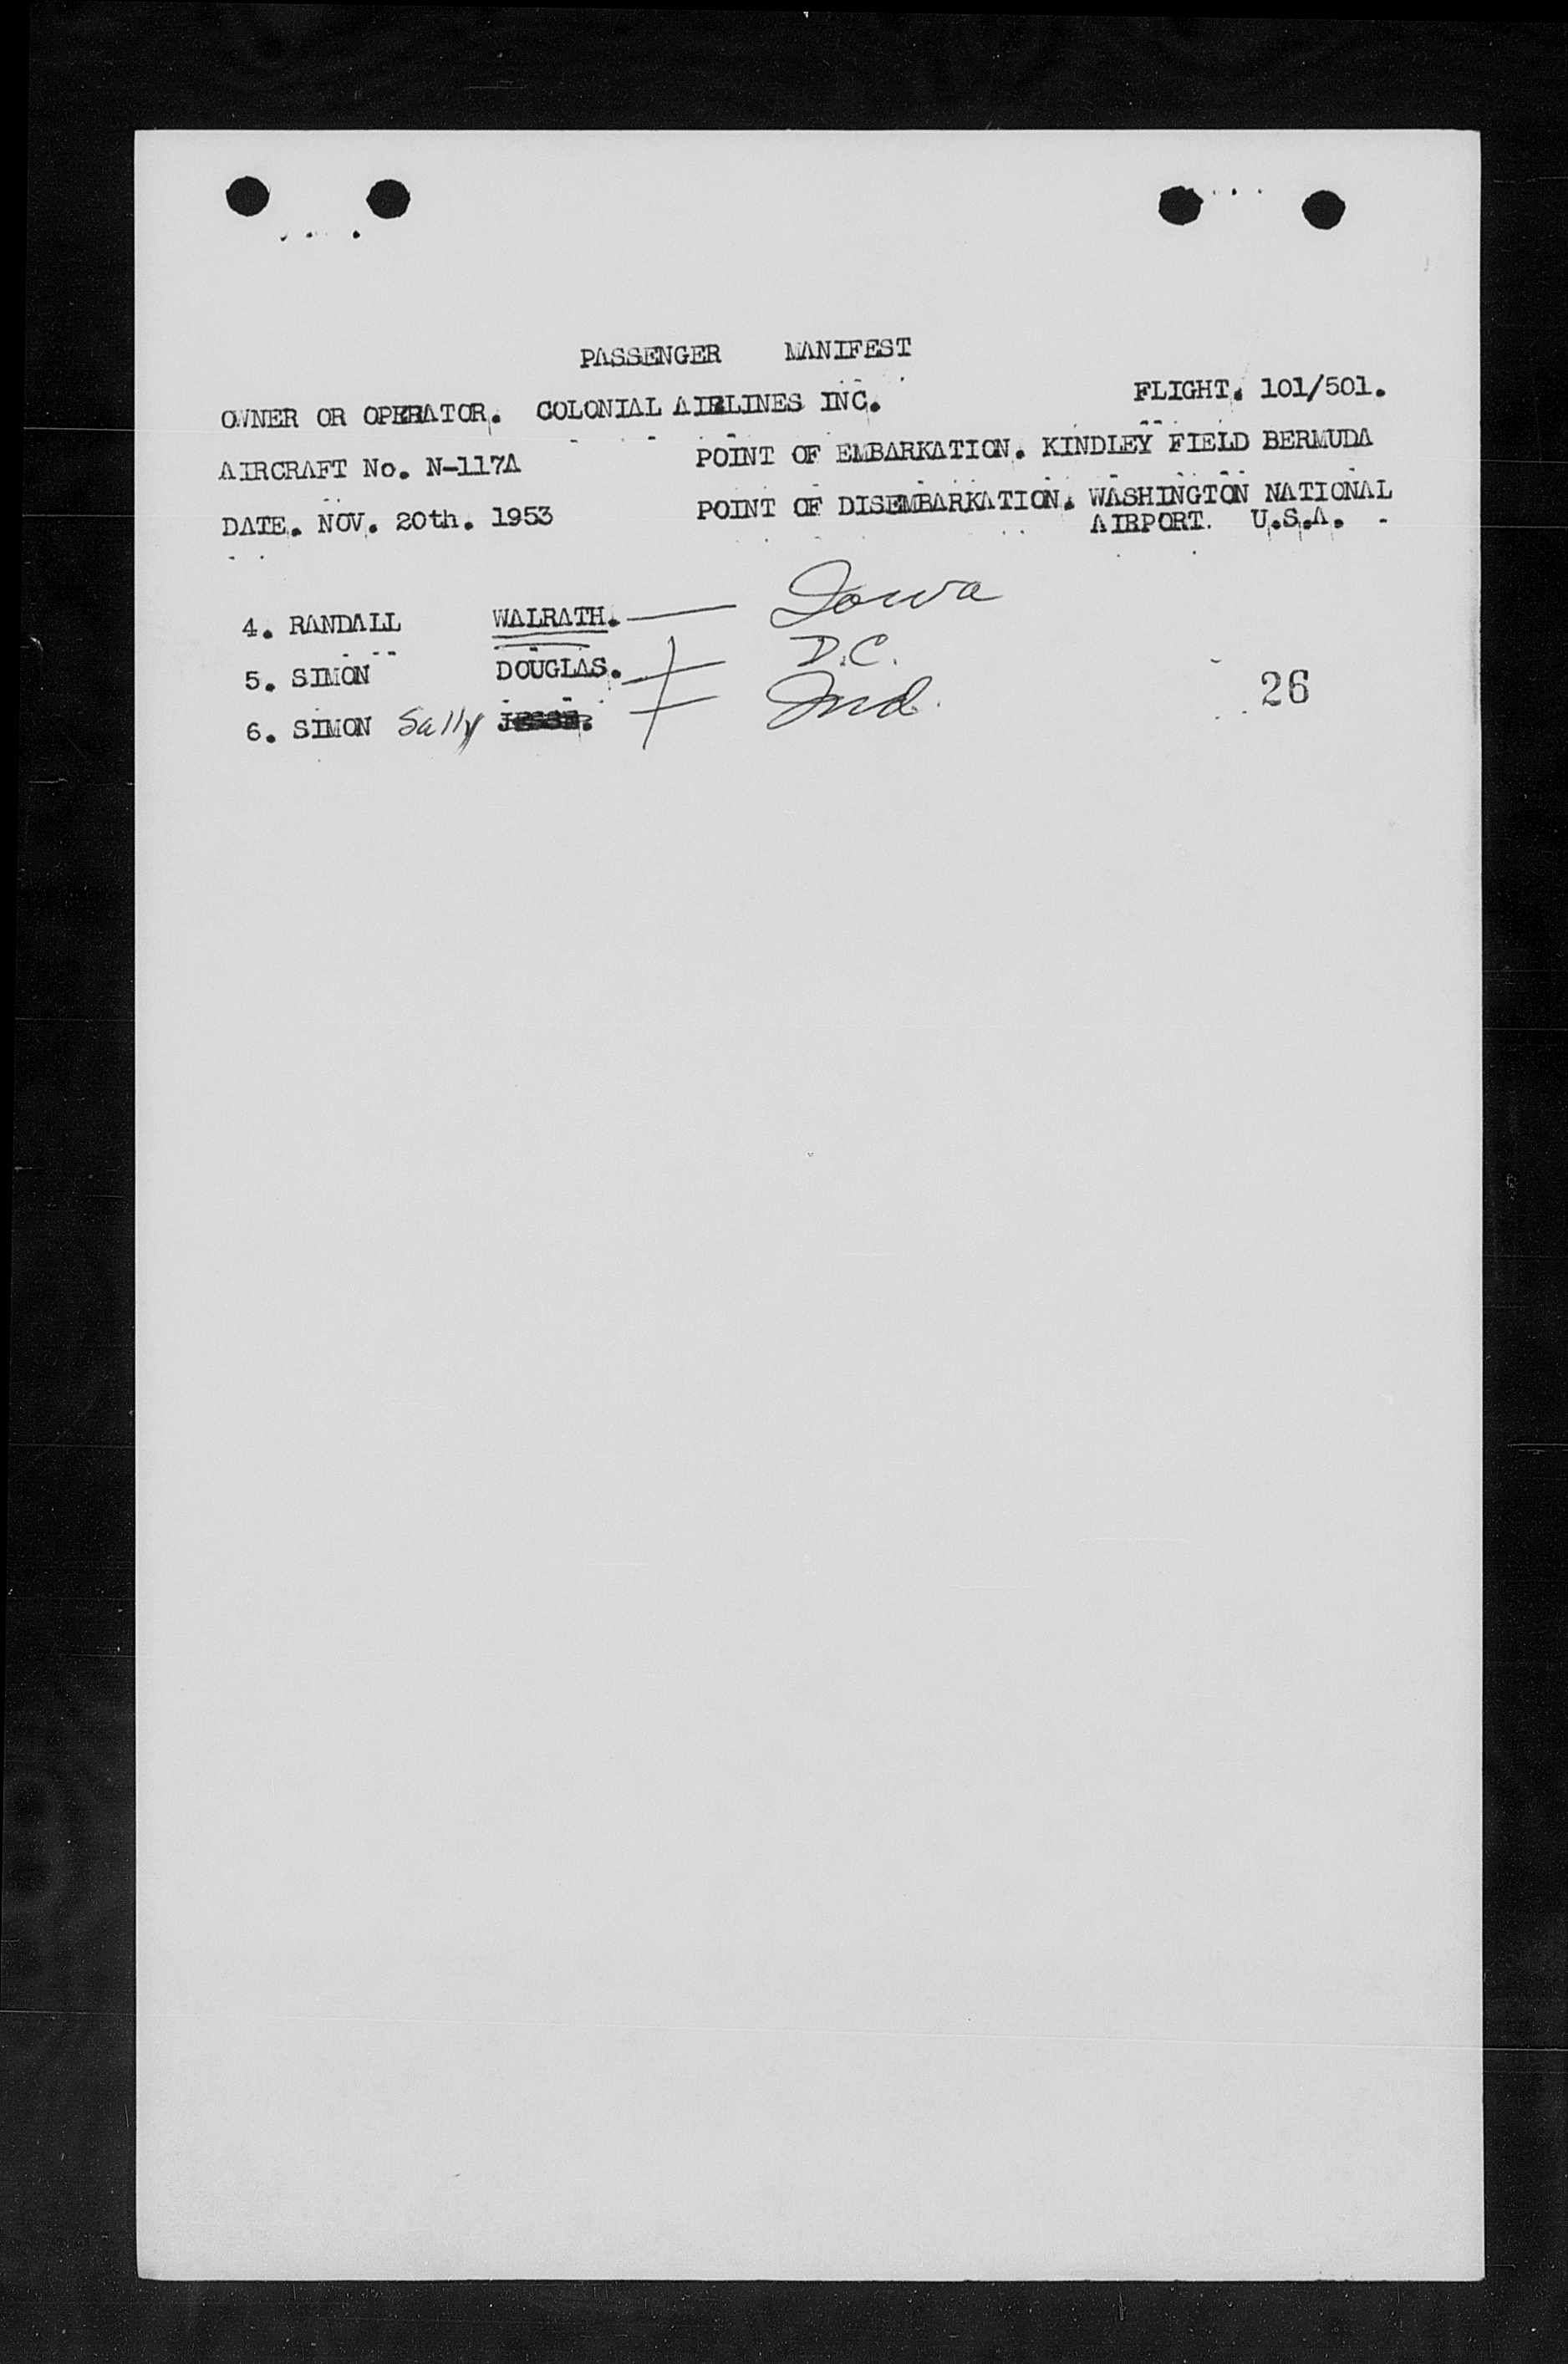 PASSENGER MANIFEST
OWNER OR OPERATOR. COLONIAL AIRLINES INC. FLIGHT. 101/501.
AIRCRAFT No. N-117A POINT OF EMBARKATION. KINDLEY FIELD BERMUDA
DATE. NOV. 20th. 1953 POINT OF DISEMBARKATION. WASHINGTON NATIONAL
AIRPORT. U.S.A.
4. RANDALL WALRATH. — Iowa
5. SIMON DOUGLAS. D.C.
6. SIMON Sally Ind.
26